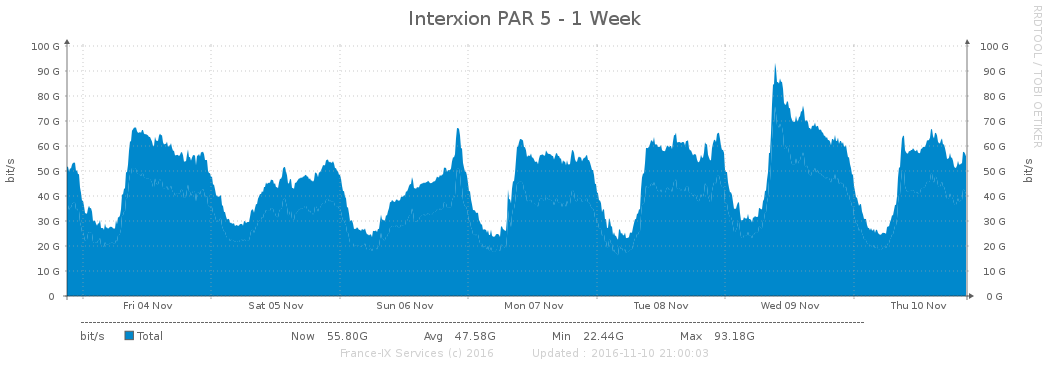 Interxion PAR 5 - 1 Week
RRDTOOL / TOBI OETIKER
bit/s
100 G 100 G
90 G 90 G
80 G 80 G
70 G 70 G
60 G 60 G
50 G 50 G
40 G 40 G
30 G 30 G
20 G 20 G
10 G 10 G
0 0 G
bit/s
Fri 04 Nov Sat 05 Nov Sun 06 Nov Mon 07 Nov Tue 08 Nov Wed 09 Nov Thu 10 Nov
bit/s Total Now 55.80G Avg 47.58G Min 22.44G Max 93.18G
France-IX Services (c) 2016 Updated : 2016-11-10 21:00:03